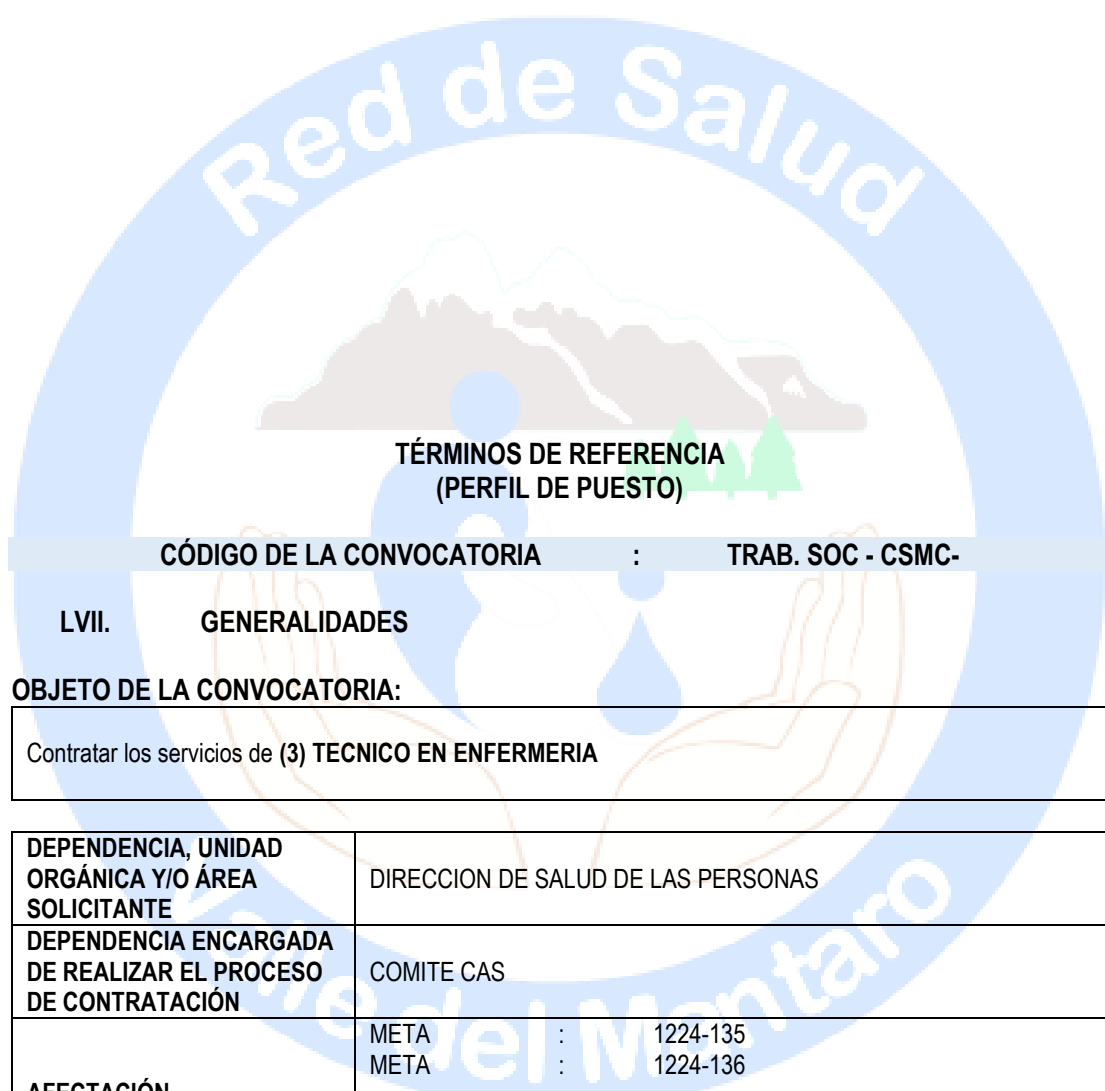 Red de Salud
TÉRMINOS DE REFERENCIA
(PERFIL DE PUESTO)
CÓDIGO DE LA CONVOCATORIA : TRAB. SOC - CSMC-
LVII. GENERALIDADES
OBJETO DE LA CONVOCATORIA:
Contratar los servicios de (3) TECNICO EN ENFERMERIA
DEPENDENCIA, UNIDAD
ORGÁNICA Y/O ÁREA
SOLICITANTE
DIRECCION DE SALUD DE LAS PERSONAS
DEPENDENCIA ENCARGADA
DE REALIZAR EL PROCESO
DE CONTRATACIÓN
COMITE CAS
META : 1224-135
META : 1224-136
AFECTACIÓN
Valle del Mantaro